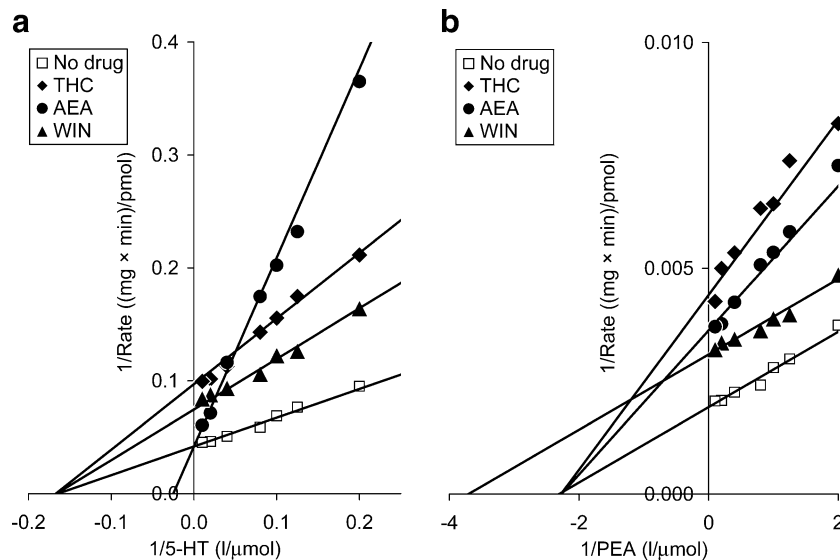 a
No drug
THC
AEA
WIN
1/Rate ((mg × min)/pmol)
0.4
0.3
0.2
0.1
0.0
-0.2
-0.1
0.0
0.1
0.2
1/5-HT (l/μmol)
b
No drug
THC
AEA
WIN
1/Rate ((mg × min)/pmol)
0.010
0.005
0.000
-4
-2
0
2
1/PEA (l/μmol)